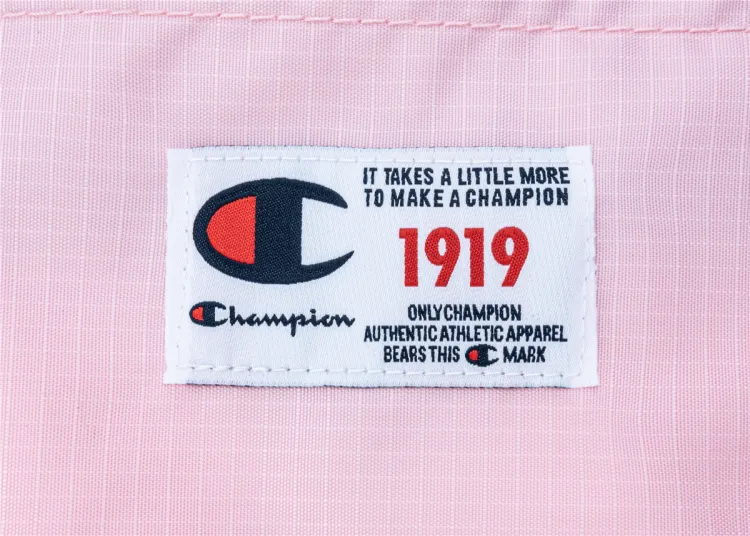 IT TAKES A LITTLE MORE
TO MAKE A CHAMPION
1919
Champion
ONLY CHAMPION
AUTHENTIC ATHLETIC APPAREL
BEARS THIS C MARK